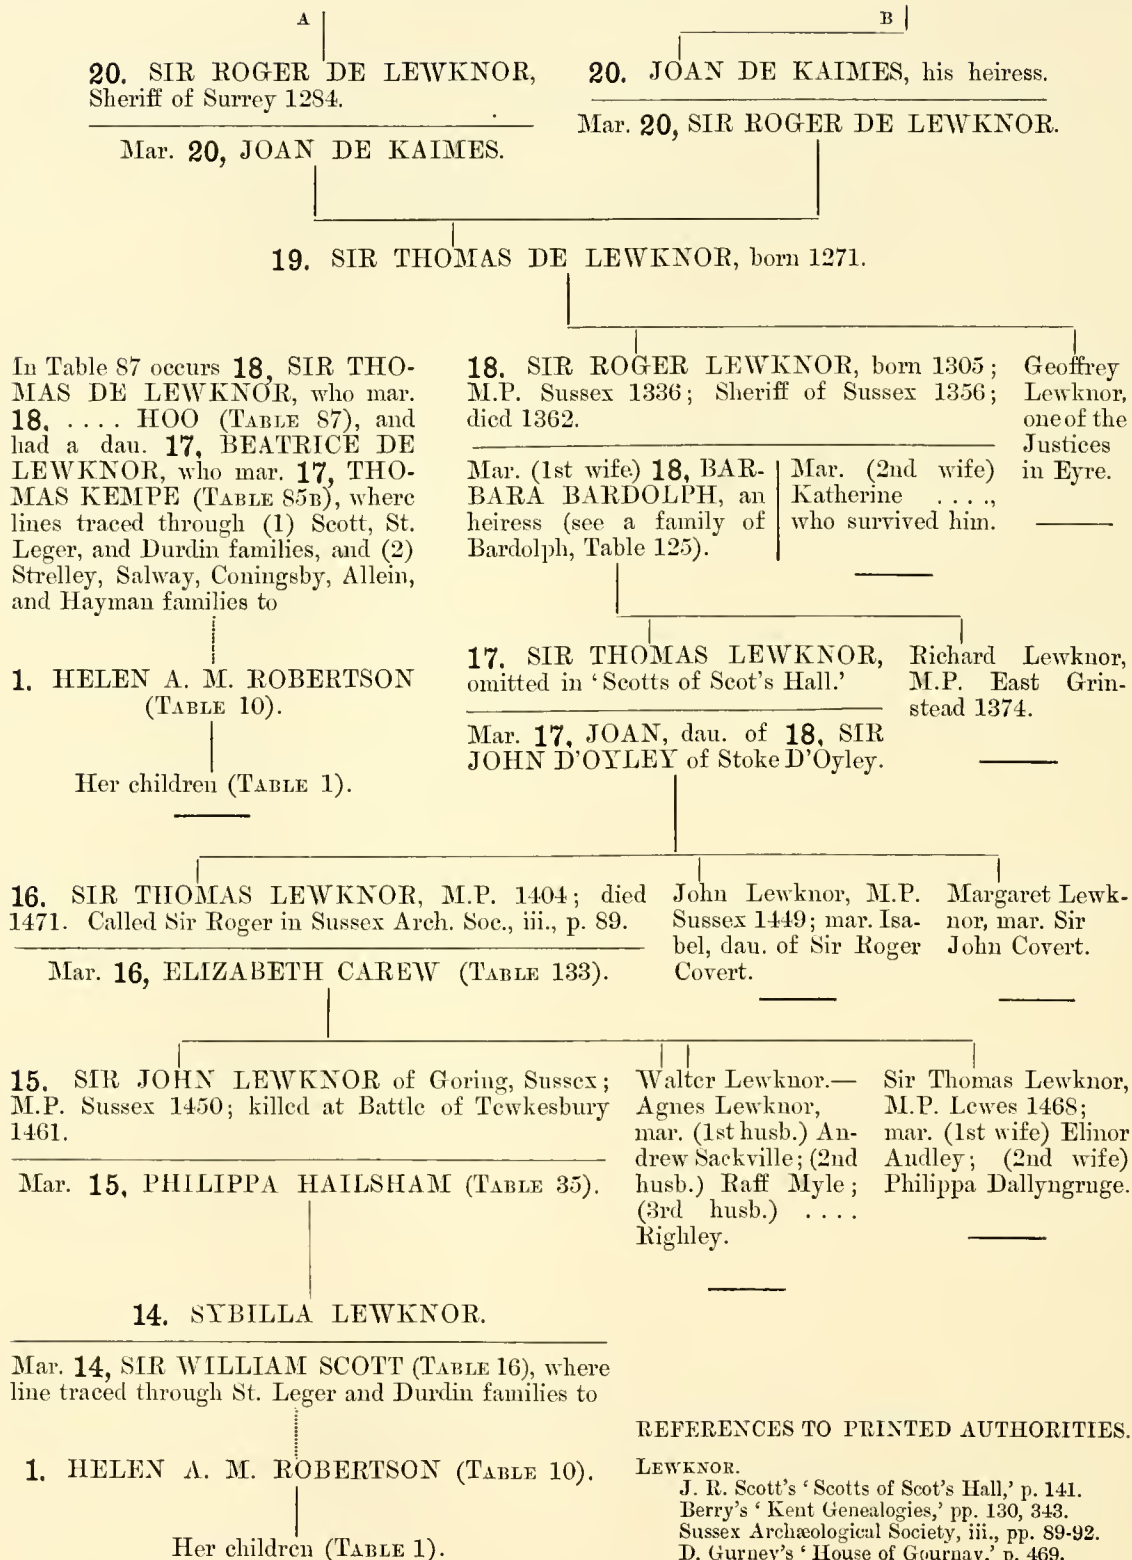 A
B
20. SIR ROGER DE LEWKNOR,
Sheriff of Surrey 1284.
Mar. 20, JOAN DE KAIMES.
20. JOAN DE KAIMES, his heiress.
Mar. 20, SIR ROGER DE LEWKNOR.
19. SIR THOMAS DE LEWKNOR, born 1271.
In Table 87 occurs 18, SIR THO-
MAS DE LEWKNOR, who mar.
18, .... HOO (TABLE 87), and
had a dau. 17, BEATRICE DE
LEWKNOR, who mar. 17, THO-
MAS KEMPE (TABLE 85B), where
lines traced through (1) Scott, St.
Leger, and Durdin families, and (2)
Strelley, Salway, Coningsby, Allein,
and Hayman families to
1. HELEN A. M. ROBERTSON
(TABLE 10).
Her children (TABLE 1).
18. SIR ROGER LEWKNOR, born 1305;
M.P. Sussex 1336; Sheriff of Sussex 1356;
died 1362.
Mar. (1st wife) 18, BAR-
BARA BARDOLPH, an
heiress (see a family of
Bardolph, Table 125).
Mar. (2nd wife)
Katherine ....,
who survived him.
Geoffrey
Lewknor,
one of the
Justices
in Eyre.
17. SIR THOMAS LEWKNOR,
omitted in 'Scotts of Scot's Hall.'
Mar. 17, JOAN, dau. of 18, SIR
JOHN D'OYLEY of Stoke D'Oyley.
Richard Lewknor,
M.P. East Grin-
stead 1374.
16. SIR THOMAS LEWKNOR, M.P. 1404; died
1471. Called Sir Roger in Sussex Arch. Soc., iii., p. 89.
Mar. 16, ELIZABETH CAREW (TABLE 133).
John Lewknor, M.P.
Sussex 1449; mar. Isa-
bel, dau. of Sir Roger
Covert.
Margaret Lewk-
nor, mar. Sir
John Covert.
15. SIR JOHN LEWKNOR of Goring, Sussex;
M.P. Sussex 1450; killed at Battle of Tewkesbury
1461.
Mar. 15, PHILIPPA HAILSHAM (TABLE 35).
Walter Lewknor.—
Agnes Lewknor,
mar. (1st husb.) An-
drew Sackville; (2nd
husb.) Raff Myle;
(3rd husb.) ....
Righley.
Sir Thomas Lewknor,
M.P. Lewes 1468;
mar. (1st wife) Elinor
Audley; (2nd wife)
Philippa Dallyngruge.
14. SYBILLA LEWKNOR.
Mar. 14, SIR WILLIAM SCOTT (TABLE 16), where
line traced through St. Leger and Durdin families to
1. HELEN A. M. ROBERTSON (TABLE 10).
Her children (TABLE 1).
REFERENCES TO PRINTED AUTHORITIES.
LEWKNOR.
J. R. Scott's 'Scotts of Scot's Hall,' p. 141.
Berry's 'Kent Genealogies,' pp. 130, 343.
Sussex Archæological Society, iii., pp. 89-92.
D. Gurney's 'House of Gournay,' p. 469.